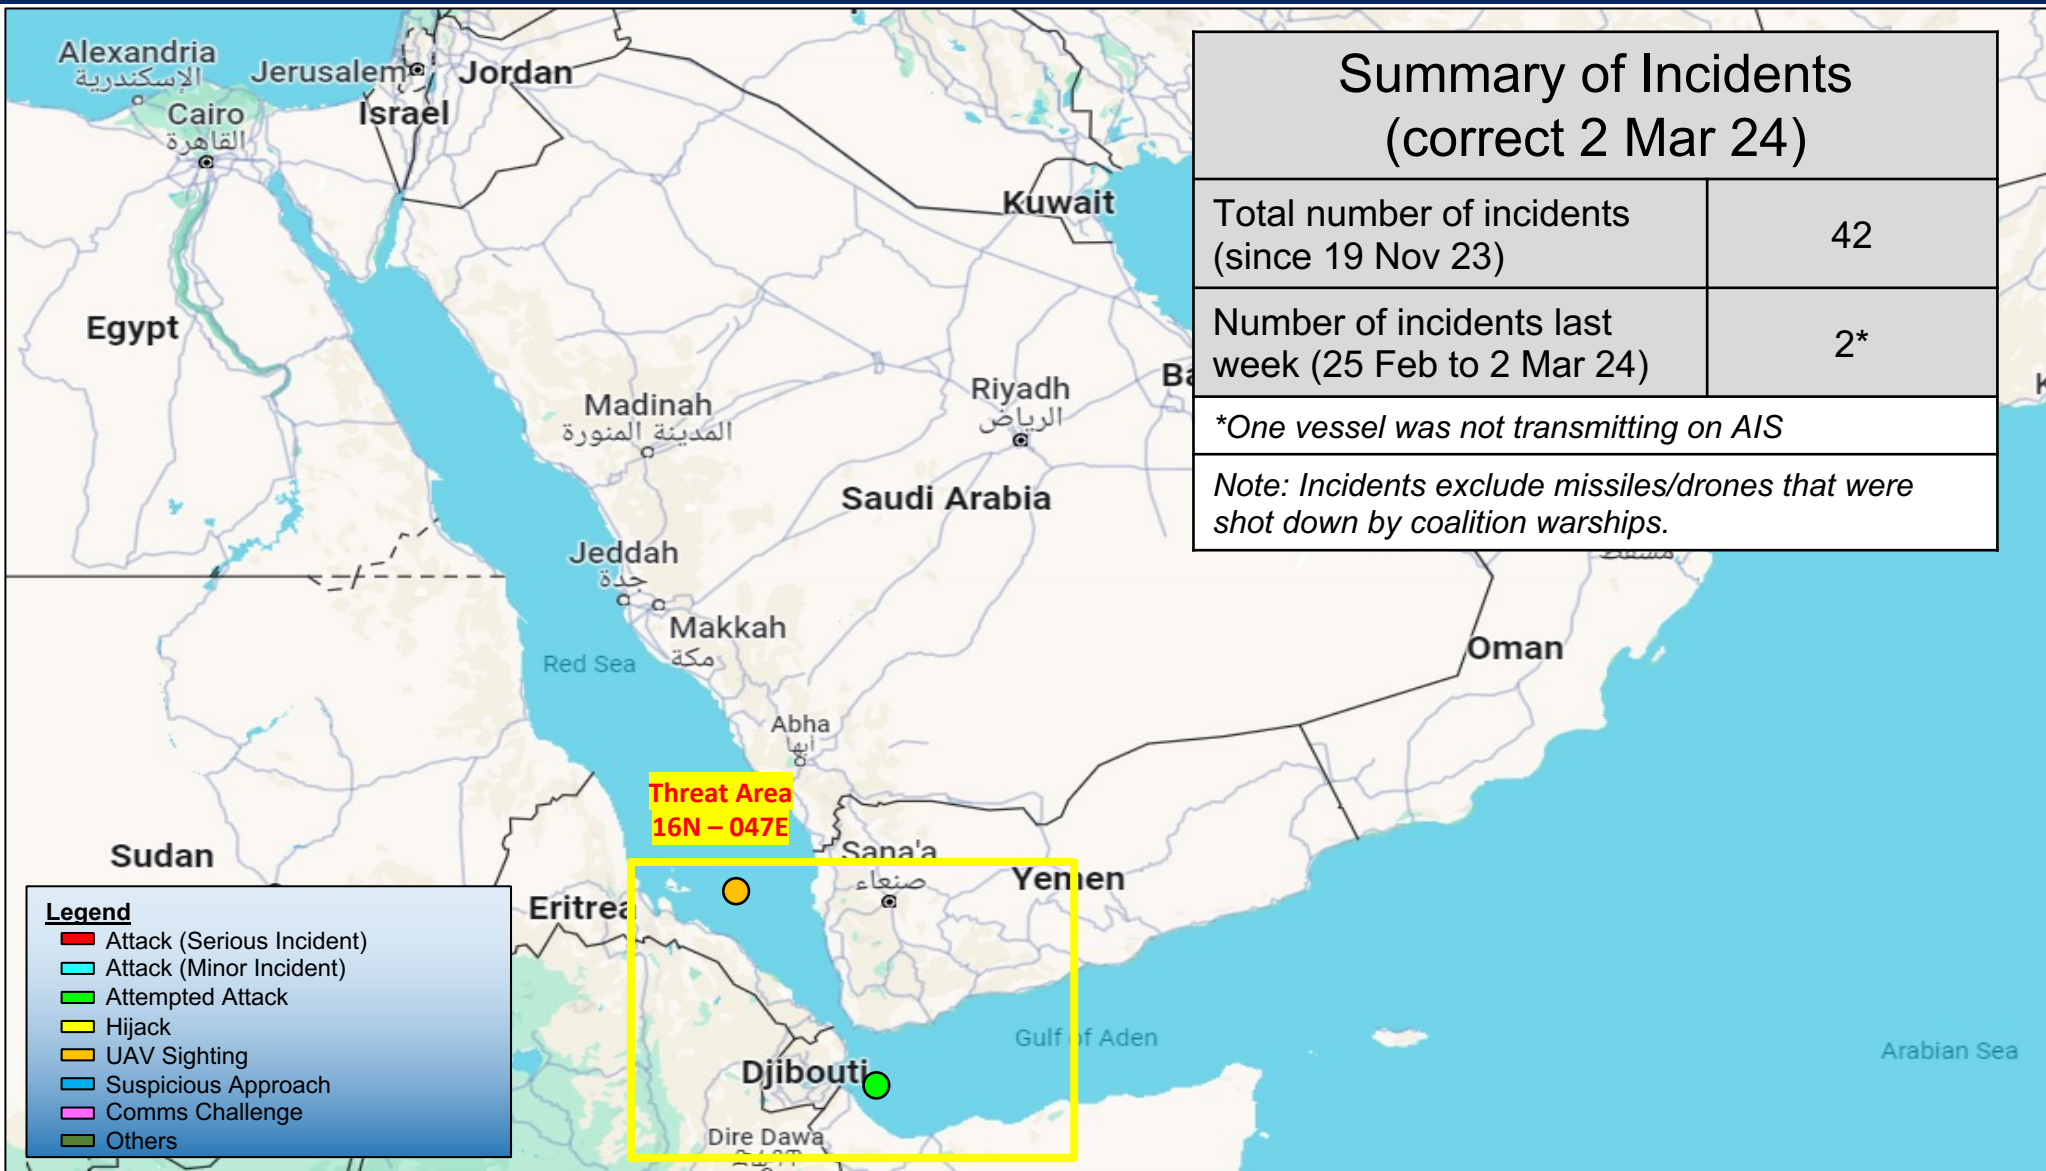 Alexandria
الإسكندرية
Jerusalem
Jordan
Cairo
القاهرة
Israel
Kuwait
Egypt
Madinah
المدينة المنورة
Riyadh
الرياض
Saudi Arabia
Jeddah
جدة
Makkah
مكة
Red Sea
Abha
أبها
Oman
مسقط
Summary of Incidents
(correct 2 Mar 24)
Total number of incidents
(since 19 Nov 23)
42
Number of incidents last
week (25 Feb to 2 Mar 24)
2*
*One vessel was not transmitting on AIS
Note: Incidents exclude missiles/drones that were
shot down by coalition warships.
Threat Area
16N – 047E
Sudan
Sana'a
صنعاء
Yemen
Eritrea
Gulf of Aden
Arabian Sea
Djibouti
Dire Dawa
Legend
Attack (Serious Incident)
Attack (Minor Incident)
Attempted Attack
Hijack
UAV Sighting
Suspicious Approach
Comms Challenge
Others